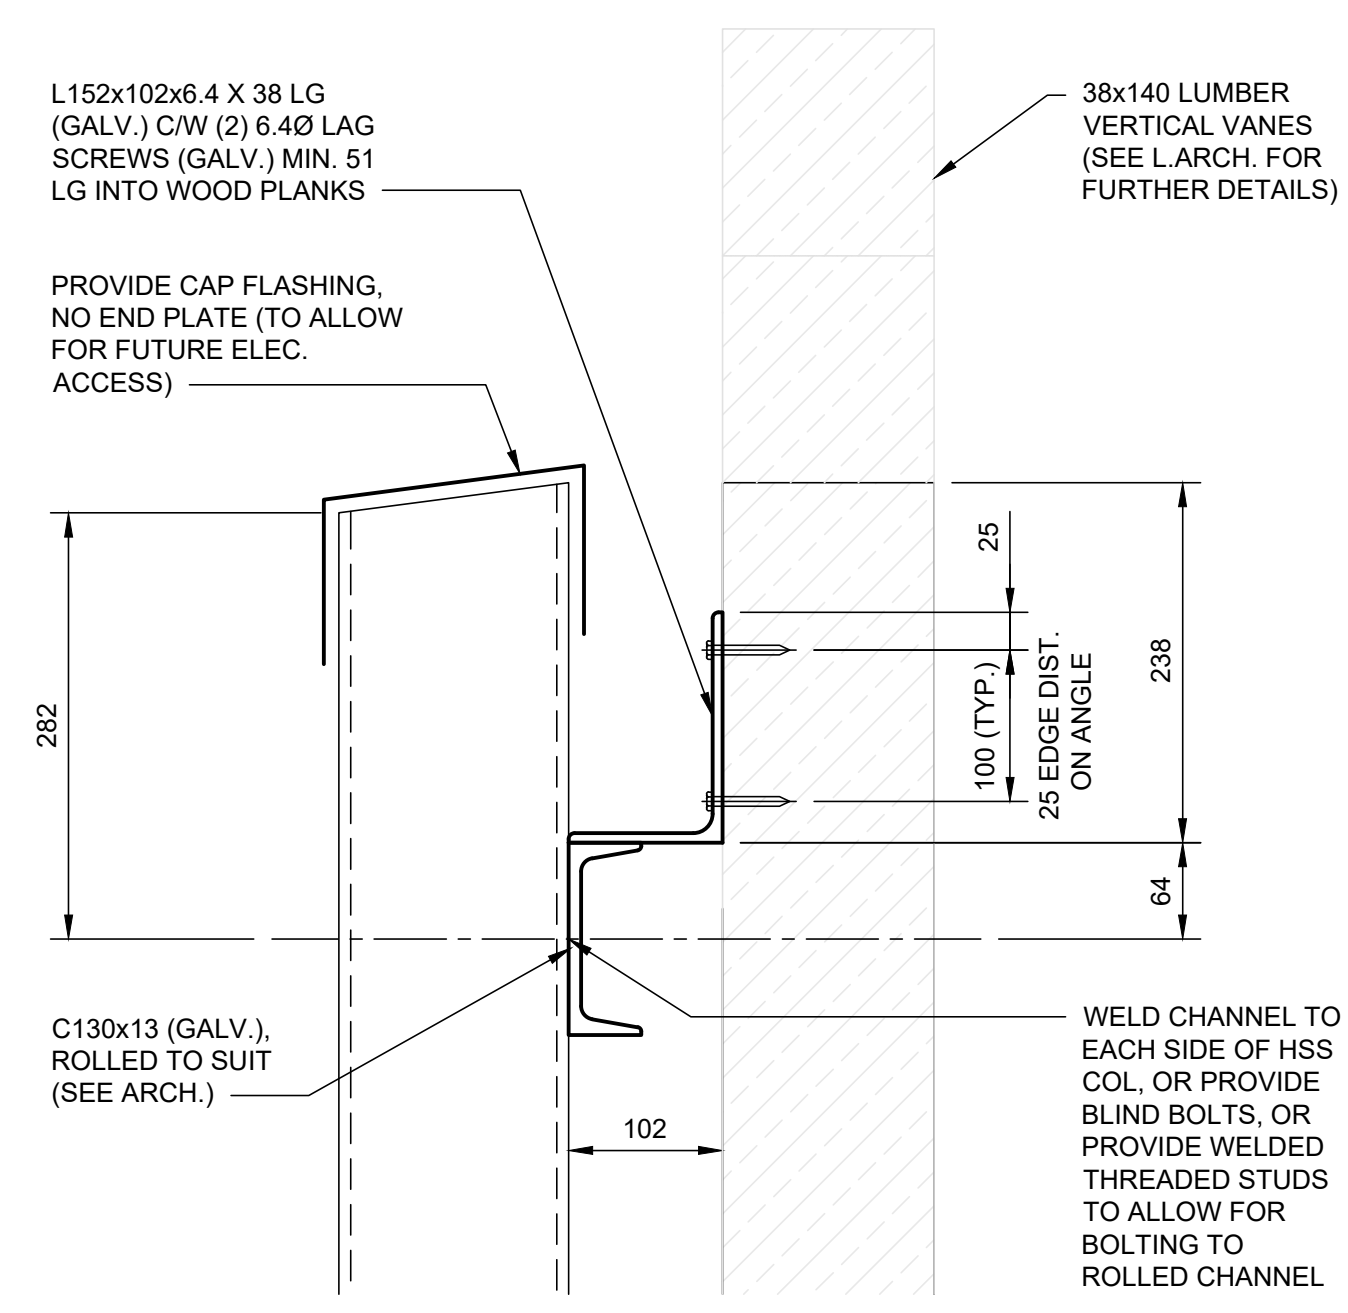 L152x102x6.4 X 38 LG
(GALV.) C/W (2) 6.4Ø LAG
SCREWS (GALV.) MIN. 51
LG INTO WOOD PLANKS
PROVIDE CAP FLASHING,
NO END PLATE (TO ALLOW
FOR FUTURE ELEC.
ACCESS)
38x140 LUMBER
VERTICAL VANES
(SEE L.ARCH. FOR
FURTHER DETAILS)
282
25
100 (TYP.)
25 EDGE DIST.
ON ANGLE
238
64
C130x13 (GALV.),
ROLLED TO SUIT
(SEE ARCH.)
102
WELD CHANNEL TO
EACH SIDE OF HSS
COL, OR PROVIDE
BLIND BOLTS, OR
PROVIDE WELDED
THREADED STUDS
TO ALLOW FOR
BOLTING TO
ROLLED CHANNEL